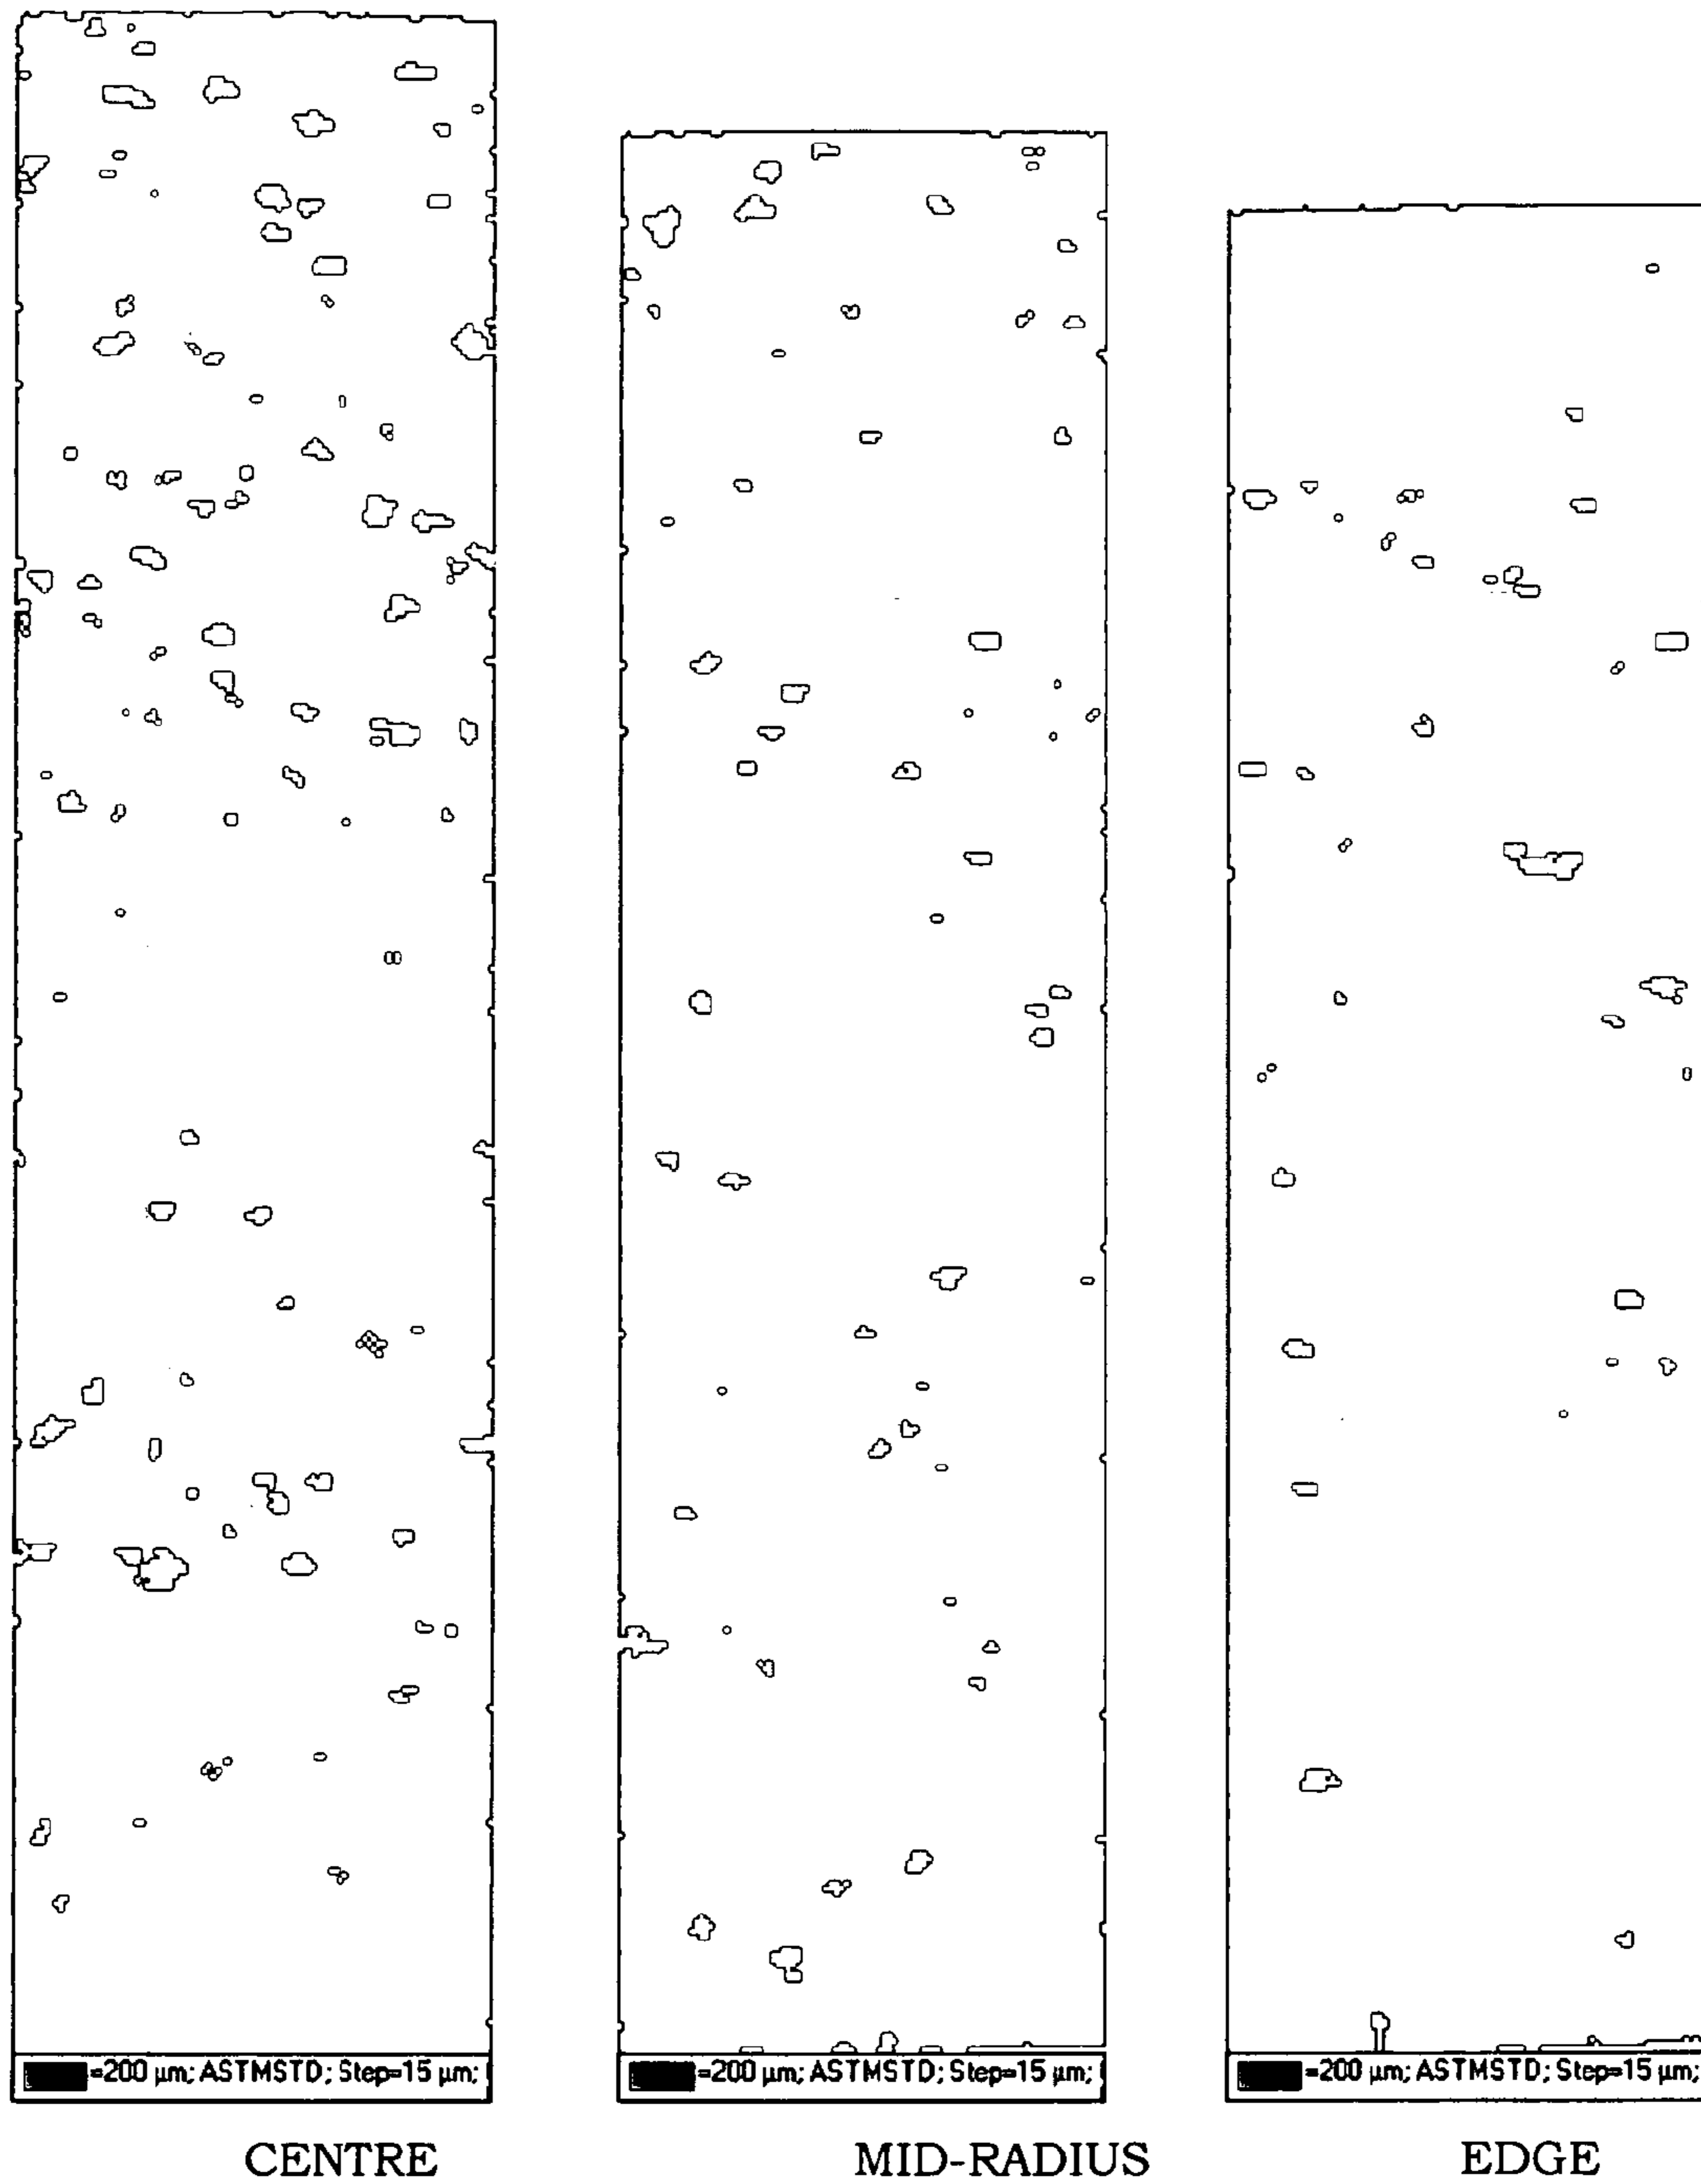 =200 µm; ASTMSTD; Step=15 µm;
=200 µm; ASTMSTD; Step=15 µm;
=200 µm; ASTMSTD; Step=15 µm;
CENTRE
MID-RADIUS
EDGE